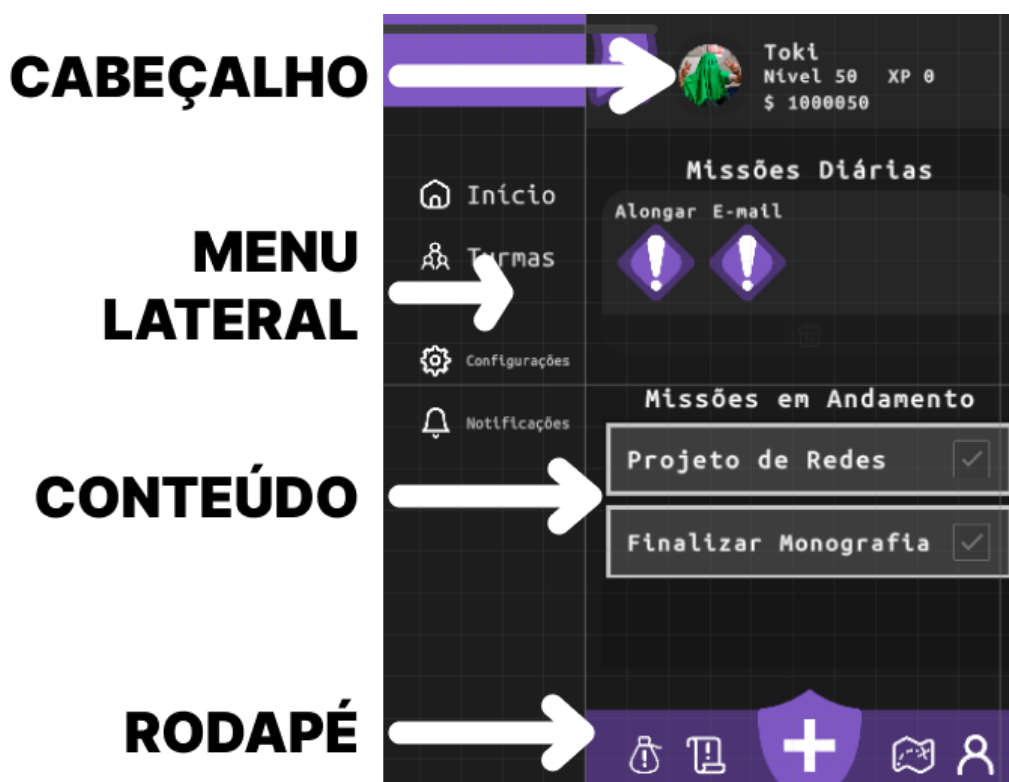 CABEÇALHO
Toki
Nível 50 XP 0
$ 1000050
Missões Diárias
Início
Alongar E-mail
MENU
LATERAL
Turmas
Configurações
Missões em Andamento
Notificações
Projeto de Redes
CONTEÚDO
Finalizar Monografia
RODAPÉ